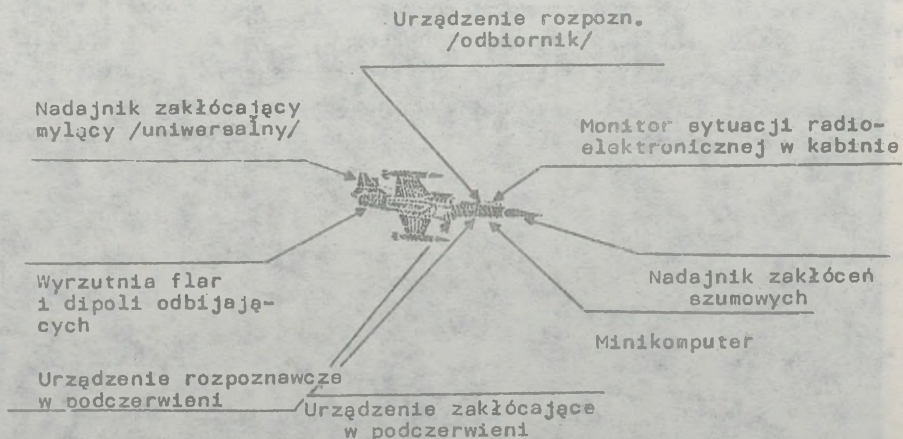 Urządzenie rozpozn.
/odbiornik/
Nadajnik zakłócający
mylący /uniwersalny/
Monitor sytuacji radio-
elektronicznej w kabinie
Wyrzutnia flar
i dipoli odbijają-
cych
Nadajnik zakłóceń
szumowych
Minikomputer
Urządzenie rozpoznawcze
w podczerwieni
Urządzenie zakłócające
w podczerwieni